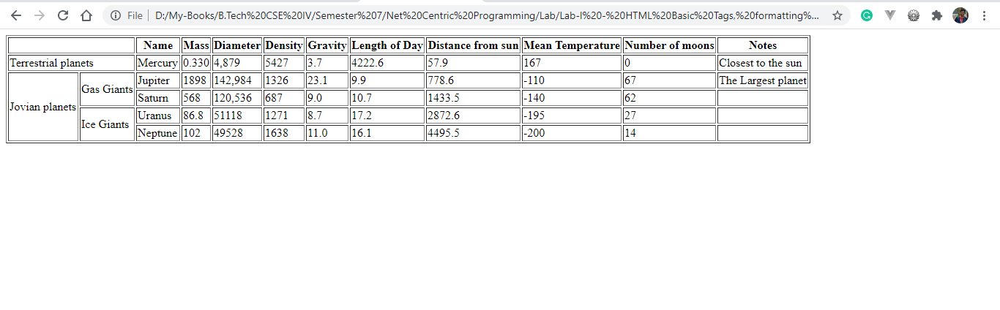 File D:/My-Books/B.Tech%20CSE%20IV/Semester%207/Net%20Centric%20Programming/Lab/Lab-I%20-%20HTML%20Basic%20Tags,%20formatting%...
Name Mass Diameter Density Gravity Length of Day Distance from sun Mean Temperature Number of moons Notes
Terrestrial planets Mercury 0.330 4,879 5427 3.7 4222.6 57.9 167 0 Closest to the sun
Jovian planets Gas Giants Jupiter 1898 142,984 1326 23.1 9.9 778.6 -110 67 The Largest planet
Saturn 568 120,536 687 9.0 10.7 1433.5 -140 62
Ice Giants Uranus 86.8 51118 1271 8.7 17.2 2872.6 -195 27
Neptune 102 49528 1638 11.0 16.1 4495.5 -200 14